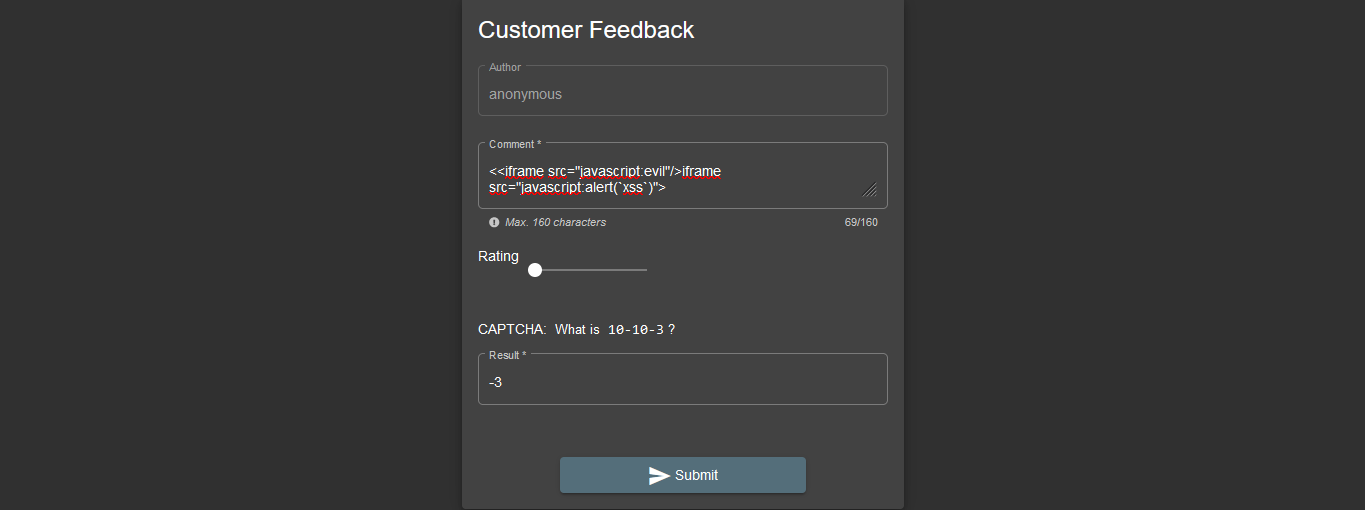 Customer Feedback
Author
anonymous
Comment *
<<iframe src="javascript:evil"/>iframe
src="javascript:alert(`xss`)">
Max. 160 characters 69/160
Rating
CAPTCHA: What is 10-10-3 ?
Result *
-3
Submit